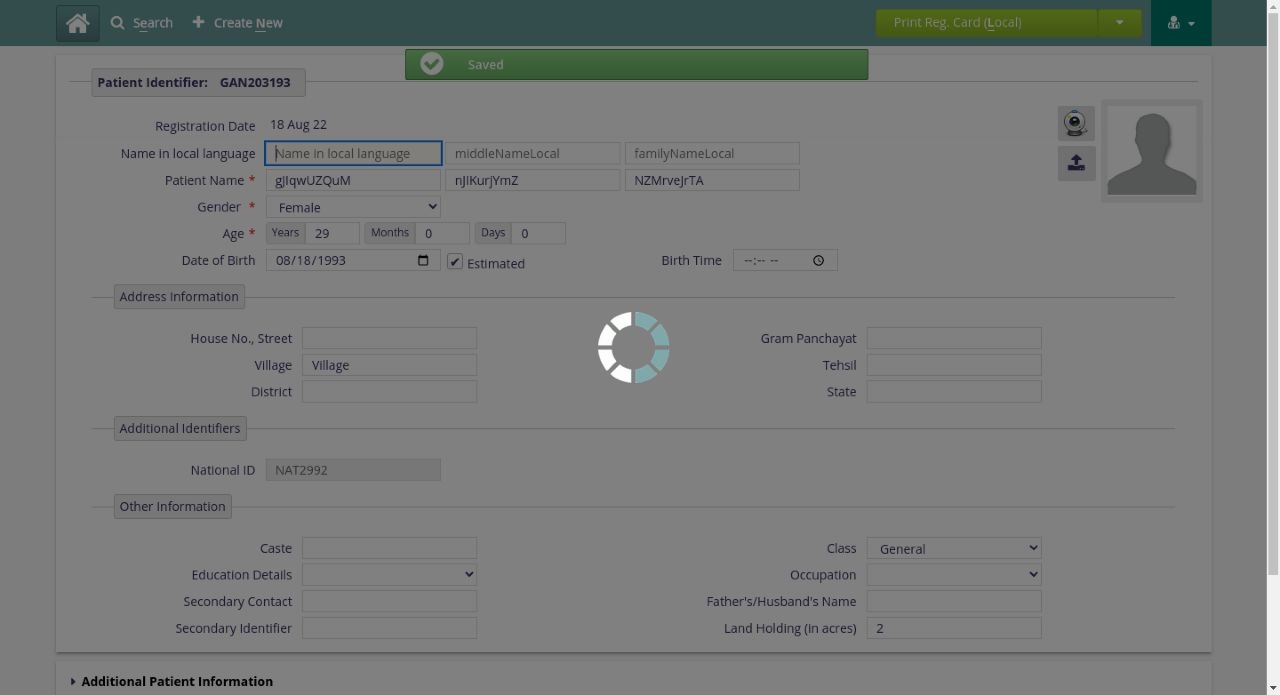 Search
Create New
Print Reg. Card (Local)
Saved
Patient Identifier: GAN203193
Registration Date 18 Aug 22
Name in local language Name in local language middleNameLocal familyNameLocal
Patient Name * gjIqwUZQuM nJIKurjYmZ NZMrveJrTA
Gender * Female
Age * Years 29 Months 0 Days 0
Date of Birth 08/18/1993 Estimated Birth Time --:-- --
Address Information
House No., Street Gram Panchayat
Village Village Tehsil
District State
Additional Identifiers
National ID NAT2992
Other Information
Caste Class General
Education Details Occupation
Secondary Contact Father's/Husband's Name
Secondary Identifier Land Holding (in acres) 2
Additional Patient Information